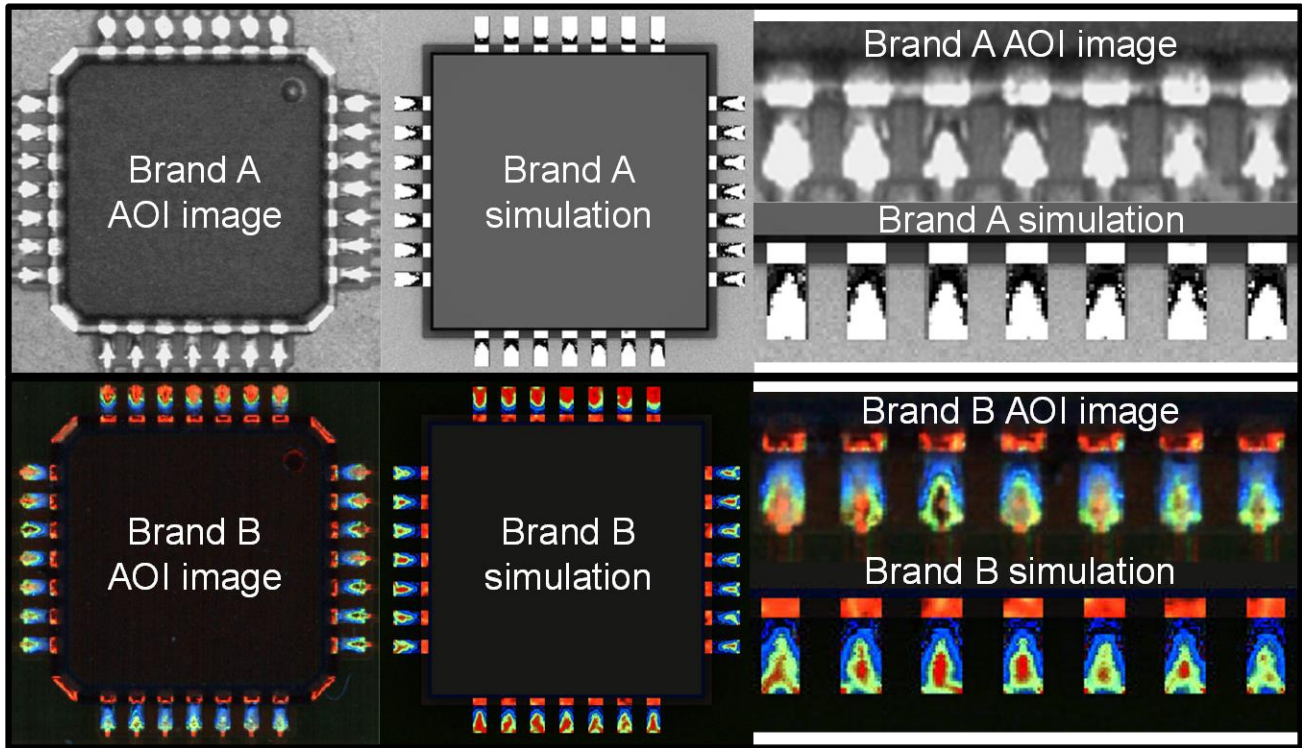 Brand A
AOI image
Brand A
simulation
Brand A AOI image
Brand A simulation
Brand B
AOI image
Brand B
simulation
Brand B AOI image
Brand B simulation